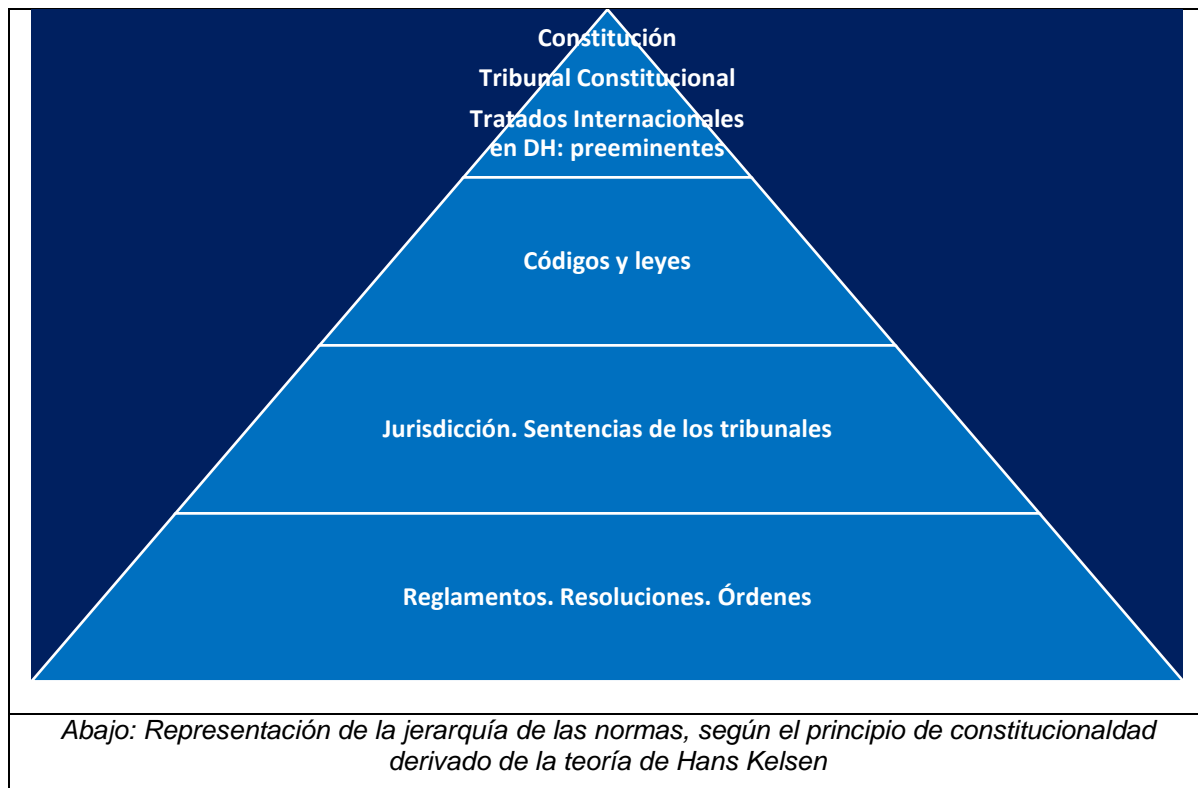 Constitución
Tribunal Constitucional
Tratados Internacionales
en DH: preeminentes
Códigos y leyes
Jurisdicción. Sentencias de los tribunales
Reglamentos. Resoluciones. Órdenes
Abajo: Representación de la jerarquía de las normas, según el principio de constitucionaldad
derivado de la teoría de Hans Kelsen